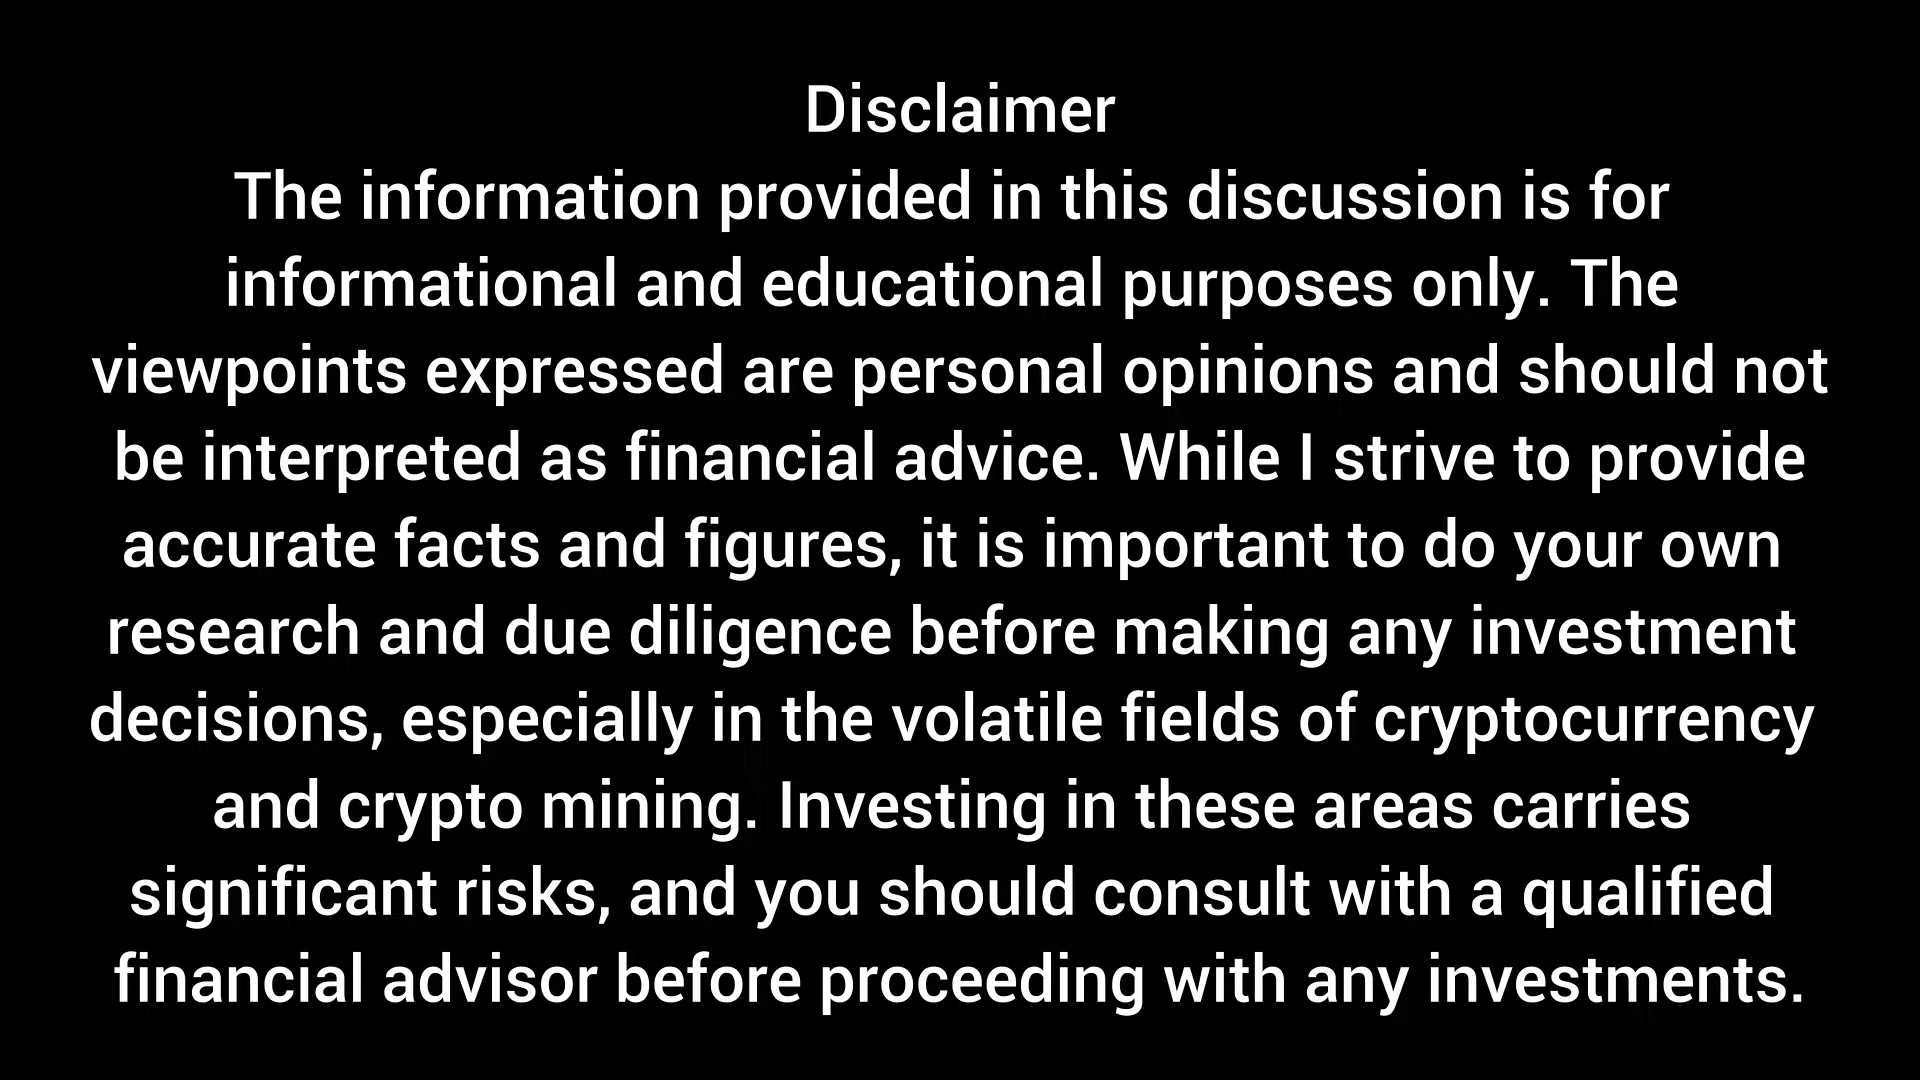 Disclaimer
The information provided in this discussion is for
informational and educational purposes only. The
viewpoints expressed are personal opinions and should not
be interpreted as financial advice. While I strive to provide
accurate facts and figures, it is important to do your own
research and due diligence before making any investment
decisions, especially in the volatile fields of cryptocurrency
and crypto mining. Investing in these areas carries
significant risks, and you should consult with a qualified
financial advisor before proceeding with any investments.